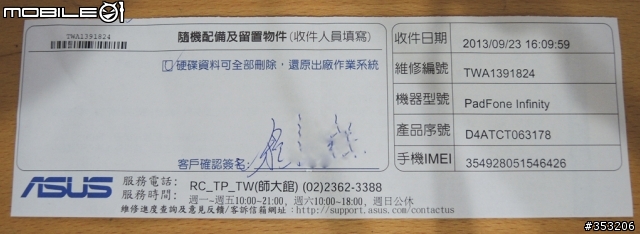 Mobile01
TWA1391824
隨機配備及留置物件(收件人員填寫)
硬碟資料可全部刪除，還原出廠作業系統
客戶確認簽名:
收件日期 2013/09/23 16:09:59
維修編號 TWA1391824
機器型號 PadFone Infinity
產品序號 D4ATCT063178
手機IMEI 354928051546426
ASUS
服務電話: RC_TP_TW(師大館) (02)2362-3388
服務時間: 週一~週五10:00~21:00, 週六10:00~18:00, 週日公休
維修進度查詢及意見反饋/客訴信箱網址:http://support.asus.com/contactus
#353206